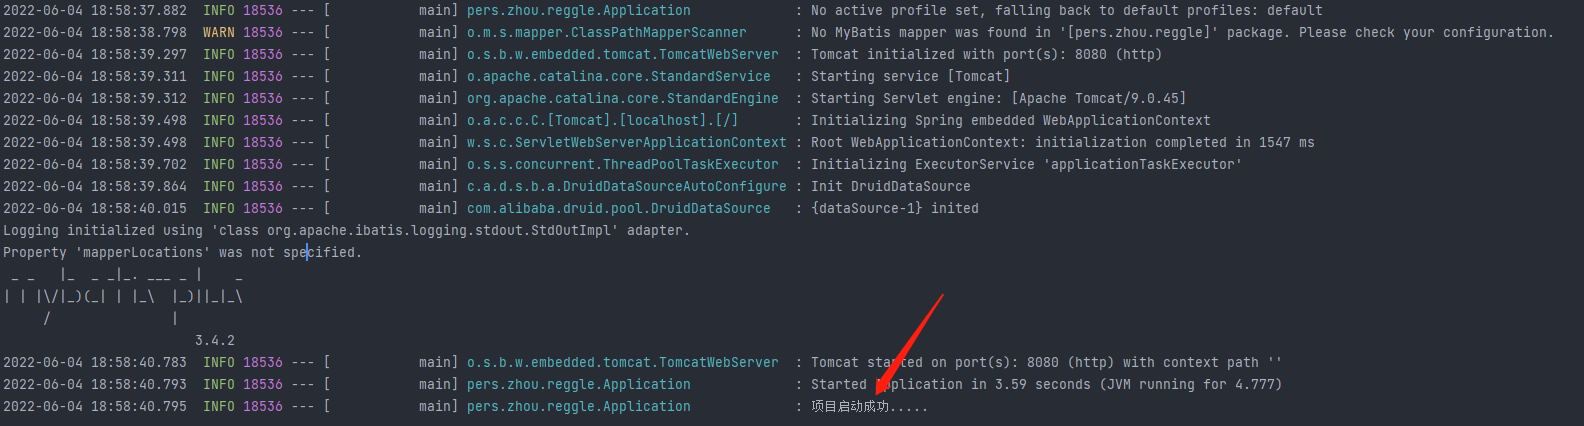 2022-06-04 18:58:37.882  INFO 18536 --- [           main] pers.zhou.reggle.Application             : No active profile set, falling back to default profiles: default
2022-06-04 18:58:38.798  WARN 18536 --- [           main] o.m.s.mapper.ClassPathMapperScanner      : No MyBatis mapper was found in '[pers.zhou.reggle]' package. Please check your configuration.
2022-06-04 18:58:39.297  INFO 18536 --- [           main] o.s.b.w.embedded.tomcat.TomcatWebServer  : Tomcat initialized with port(s): 8080 (http)
2022-06-04 18:58:39.311  INFO 18536 --- [           main] o.apache.catalina.core.StandardService   : Starting service [Tomcat]
2022-06-04 18:58:39.312  INFO 18536 --- [           main] org.apache.catalina.core.StandardEngine  : Starting Servlet engine: [Apache Tomcat/9.0.45]
2022-06-04 18:58:39.498  INFO 18536 --- [           main] o.a.c.c.C.[Tomcat].[localhost].[/]       : Initializing Spring embedded WebApplicationContext
2022-06-04 18:58:39.498  INFO 18536 --- [           main] w.s.c.ServletWebServerApplicationContext : Root WebApplicationContext: initialization completed in 1547 ms
2022-06-04 18:58:39.702  INFO 18536 --- [           main] o.s.s.concurrent.ThreadPoolTaskExecutor  : Initializing ExecutorService 'applicationTaskExecutor'
2022-06-04 18:58:39.864  INFO 18536 --- [           main] c.a.d.s.b.a.DruidDataSourceAutoConfigure : Init DruidDataSource
2022-06-04 18:58:40.015  INFO 18536 --- [           main] com.alibaba.druid.pool.DruidDataSource   : {dataSource-1} inited
Logging initialized using 'class org.apache.ibatis.logging.stdout.StdOutImpl' adapter.
Property 'mapperLocations' was not specified.
 _ _   |_  _ _|_. ___ _ |    _
| | |\/|_)(_| | |_\  |_)||_|_\
     /               |
                        3.4.2
2022-06-04 18:58:40.783  INFO 18536 --- [           main] o.s.b.w.embedded.tomcat.TomcatWebServer  : Tomcat started on port(s): 8080 (http) with context path ''
2022-06-04 18:58:40.793  INFO 18536 --- [           main] pers.zhou.reggle.Application             : Started Application in 3.59 seconds (JVM running for 4.777)
2022-06-04 18:58:40.795  INFO 18536 --- [           main] pers.zhou.reggle.Application             : 项目启动成功.....